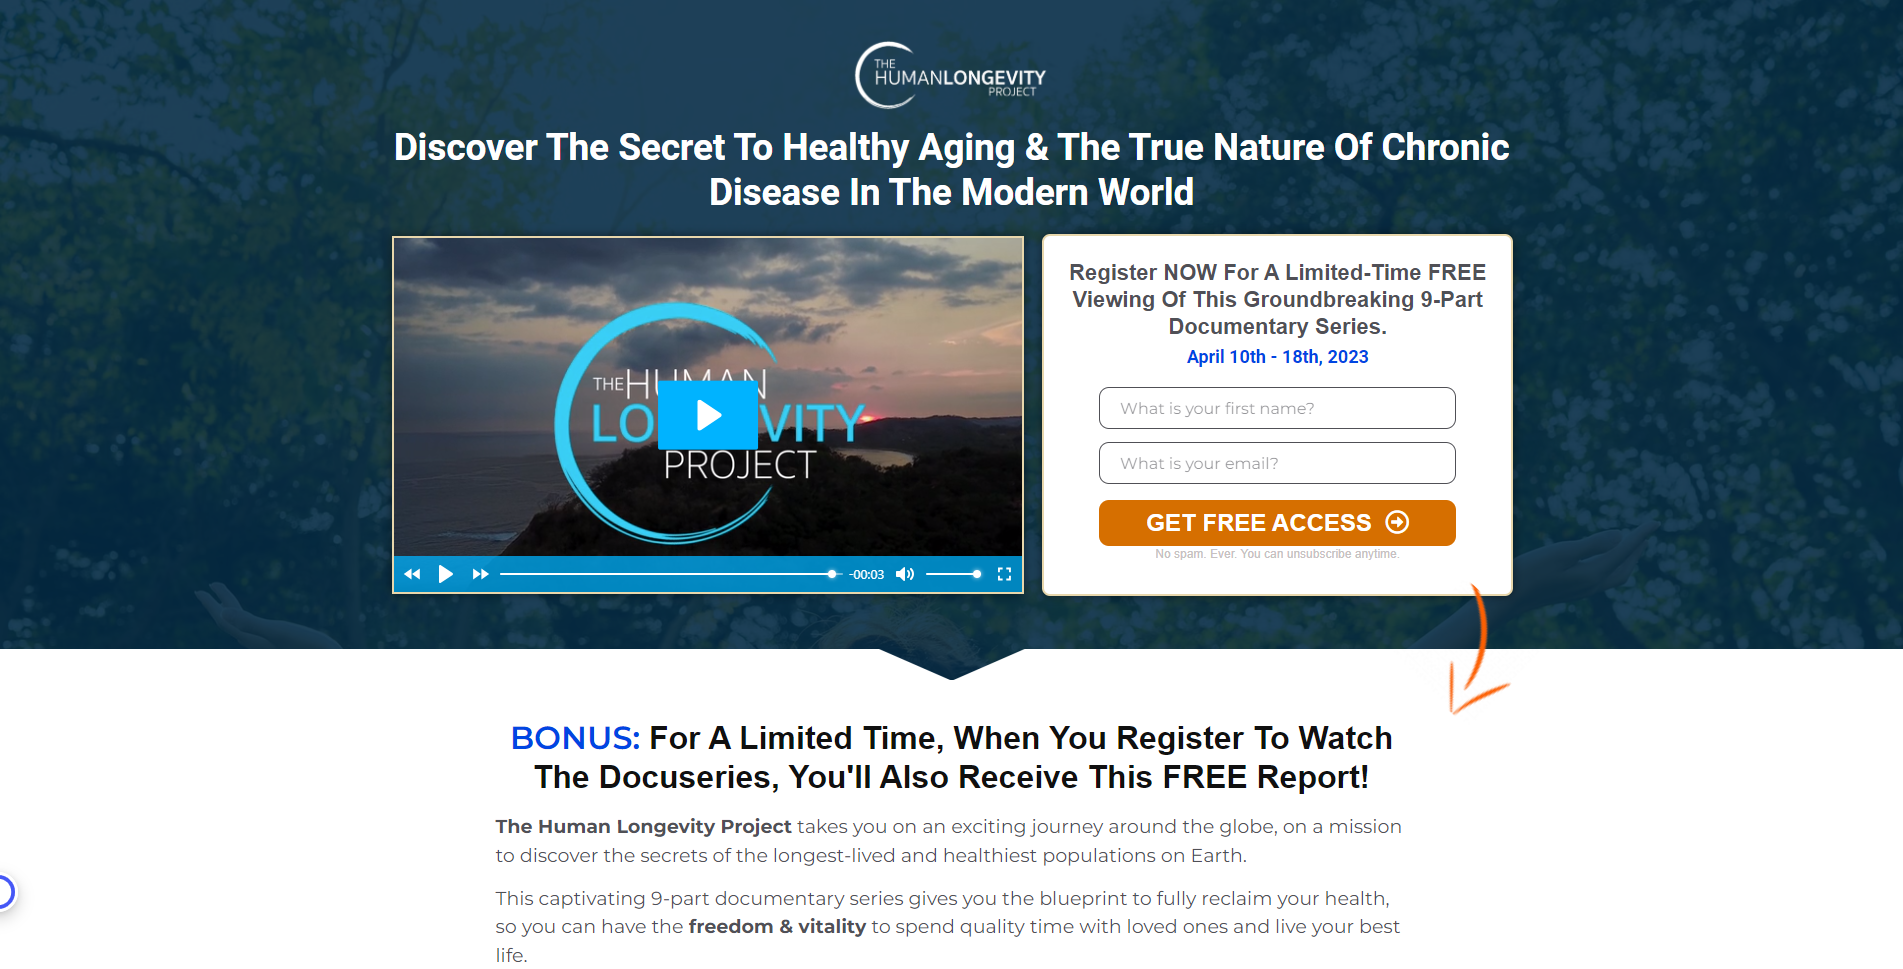 THE
HUMANLONGEVITY
PROJECT
Discover The Secret To Healthy Aging & The True Nature Of Chronic
Disease In The Modern World
THE HUMAN
LO VITY
PROJECT
-00:03
Register NOW For A Limited-Time FREE
Viewing Of This Groundbreaking 9-Part
Documentary Series.
April 10th - 18th, 2023
What is your first name?
What is your email?
GET FREE ACCESS
No spam. Ever. You can unsubscribe anytime.
BONUS: For A Limited Time, When You Register To Watch
The Docuseries, You'll Also Receive This FREE Report!
The Human Longevity Project takes you on an exciting journey around the globe, on a mission
to discover the secrets of the longest-lived and healthiest populations on Earth.
This captivating 9-part documentary series gives you the blueprint to fully reclaim your health,
so you can have the freedom & vitality to spend quality time with loved ones and live your best
life.